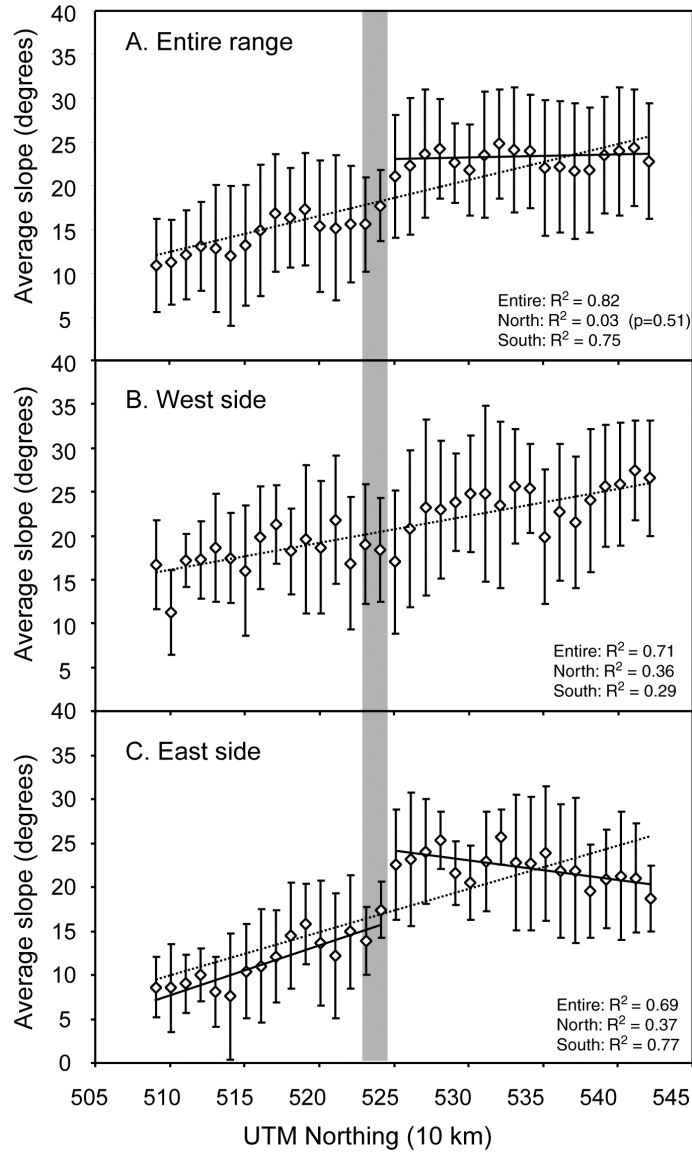 40
35
30
25
20
15
10
5
Average slope (degrees)
A. Entire range
Entire: R² = 0.82
North: R² = 0.03 (p=0.51)
South: R² = 0.75
40
35
30
25
20
15
10
5
Average slope (degrees)
B. West side
Entire: R² = 0.71
North: R² = 0.36
South: R² = 0.29
40
35
30
25
20
15
10
5
0
Average slope (degrees)
C. East side
Entire: R² = 0.69
North: R² = 0.37
South: R² = 0.77
505 510 515 520 525 530 535 540 545
UTM Northing (10 km)